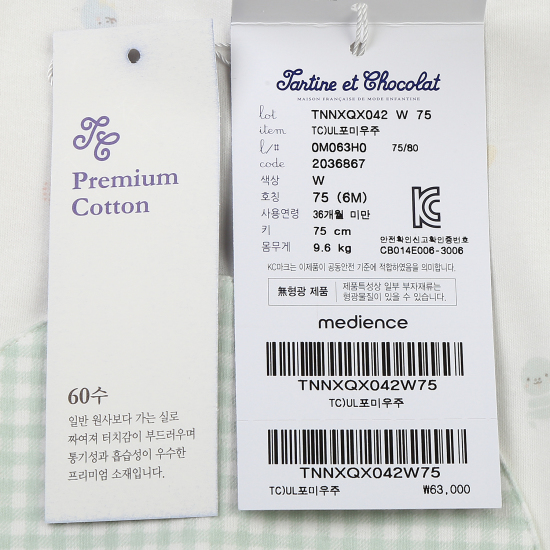 TC
Premium
Cotton
60수
일반 원사보다 가는 실로
짜여져 터치감이 부드러우며
통기성과 흡습성이 우수한
프리미엄 소재입니다.
Tartine et Chocolat
MAISON FRANÇAISE DE MODE ENFANTINE
lot TNNXQX042 W 75
item TC)UL포미우주
l/# 0M063H0 75/80
code 2036867
색상 W
호칭 75 (6M)
사용연령 36개월 미만
키 75 cm
몸무게 9.6 kg
안전확인신고확인증번호
CB014E006-3006
KC마크는 이제품이 공동안전 기준에 적합하였음을 의미합니다.
無형광 제품 제품특성상 일부 부자재류는
형광물질이 있을 수 있습니다.
medience
TNNXQX042W75
TC)UL포미우주
TNNXQX042W75
TC)UL포미우주 ₩63,000